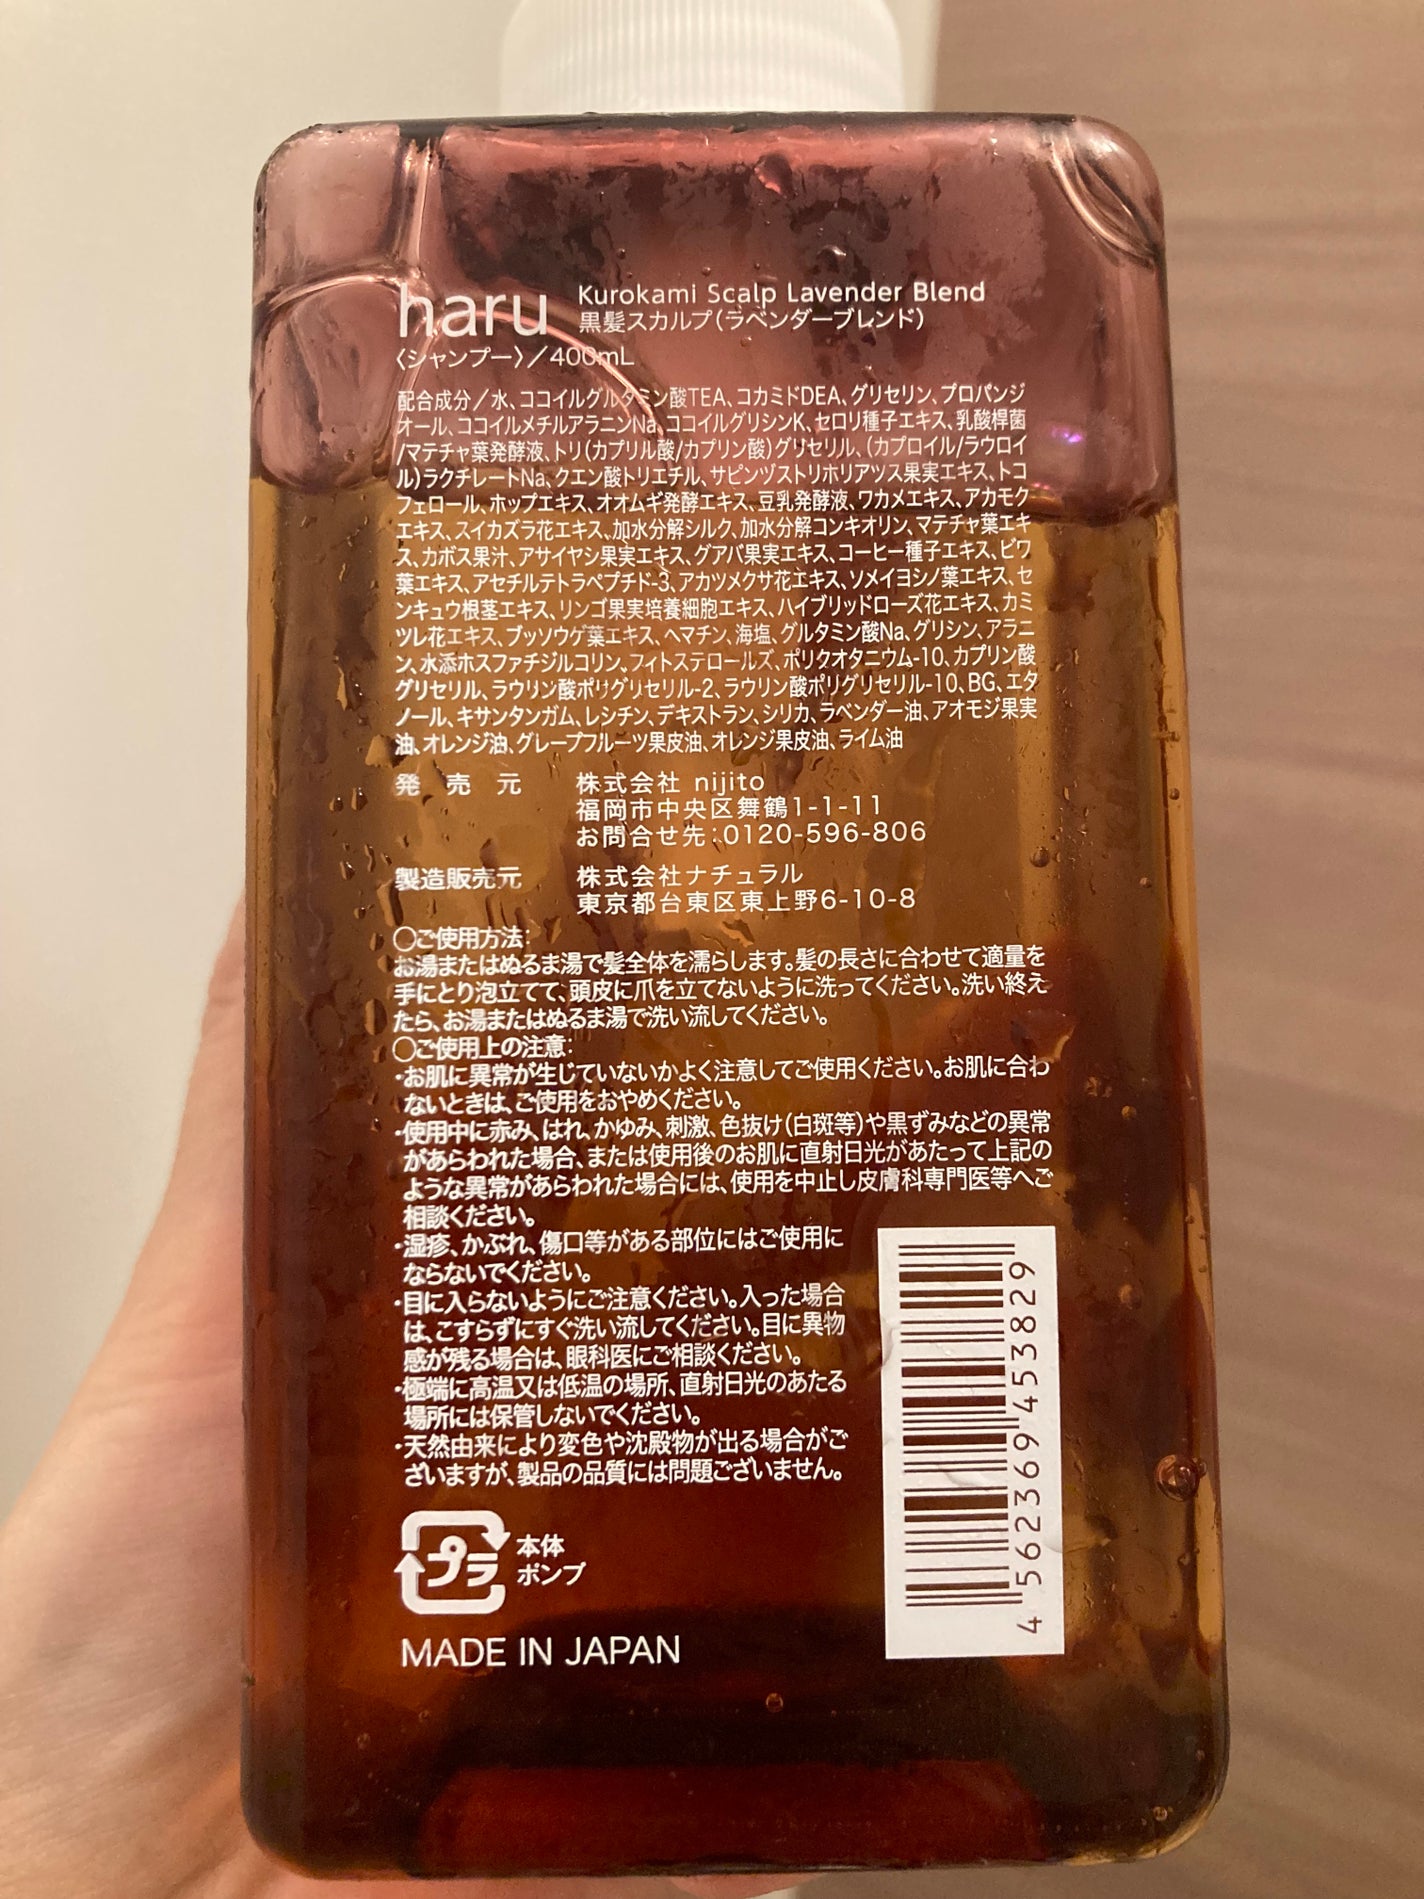 haru Kurokami Scalp Lavender Blend
黒髪スカルプ(ラベンダーブレンド)
〈シャンプー〉／400mL
配合成分／水、ココイルグルタミン酸TEA、コカミドDEA、グリセリン、プロパンジ
オール、ココイルメチルアラニンNa、ココイルグリシンK、セロリ種子エキス、乳酸桿菌
/マテチャ葉発酵液、トリ(カプリル酸/カプリン酸)グリセリル、(カプロイル/ラウロイ
ル)ラクチレートNa、クエン酸トリエチル、サピンヅストリホリアツス果実エキス、トコ
フェロール、ホップエキス、オオムギ発酵エキス、豆乳発酵液、ワカメエキス、アカモク
エキス、スイカズラ花エキス、加水分解シルク、加水分解コンキオリン、マテチャ葉エキ
ス、カボス果汁、アサイヤシ果実エキス、グアバ果実エキス、コーヒー種子エキス、ビワ
葉エキス、アセチルテトラペプチド-3、アカツメクサ花エキス、ソメイヨシノ葉エキス、セ
ンキュウ根茎エキス、リンゴ果実培養細胞エキス、ハイブリッドローズ花エキス、カミ
ツレ花エキス、ブッソウゲ葉エキス、ヘマチン、海塩、グルタミン酸Na、グリシン、アラニ
ン、水添ホスファチジルコリン、フィトステロールズ、ポリクオタニウム-10、カプリン酸
グリセリル、ラウリン酸ポリグリセリル-2、ラウリン酸ポリグリセリル-10、BG、エタ
ノール、キサンタンガム、レシチン、デキストラン、シリカ、ラベンダー油、アオモジ果実
油、オレンジ油、グレープフルーツ果皮油、オレンジ果皮油、ライム油
発売元 株式会社 nijito
福岡市中央区舞鶴1-1-11
お問合せ先:0120-596-806
製造販売元 株式会社ナチュラル
東京都台東区東上野6-10-8
○ご使用方法:
お湯またはぬるま湯で髪全体を濡らします。髪の長さに合わせて適量を
手にとり泡立てて、頭皮に爪を立てないように洗ってください。洗い終え
たら、お湯またはぬるま湯で洗い流してください。
○ご使用上の注意:
・お肌に異常が生じていないかよく注意してご使用ください。お肌に合わ
ないときは、ご使用をおやめください。
・使用中に赤み、はれ、かゆみ、刺激、色抜け(白斑等)や黒ずみなどの異常
があらわれた場合、または使用後のお肌に直射日光があたって上記の
ような異常があらわれた場合には、使用を中止し皮膚科専門医等へご
相談ください。
・湿疹、かぶれ、傷口等がある部位にはご使用に
ならないでください。
・目に入らないようにご注意ください。入った場合
は、こすらずにすぐ洗い流してください。目に異物
感が残る場合は、眼科医にご相談ください。
・極端に高温又は低温の場所、直射日光のあたる
場所には保管しないでください。
・天然由来により変色や沈殿物が出る場合がご
ざいますが、製品の品質には問題ございません。
プラ 本体
ポンプ
MADE IN JAPAN
4 562369 453829